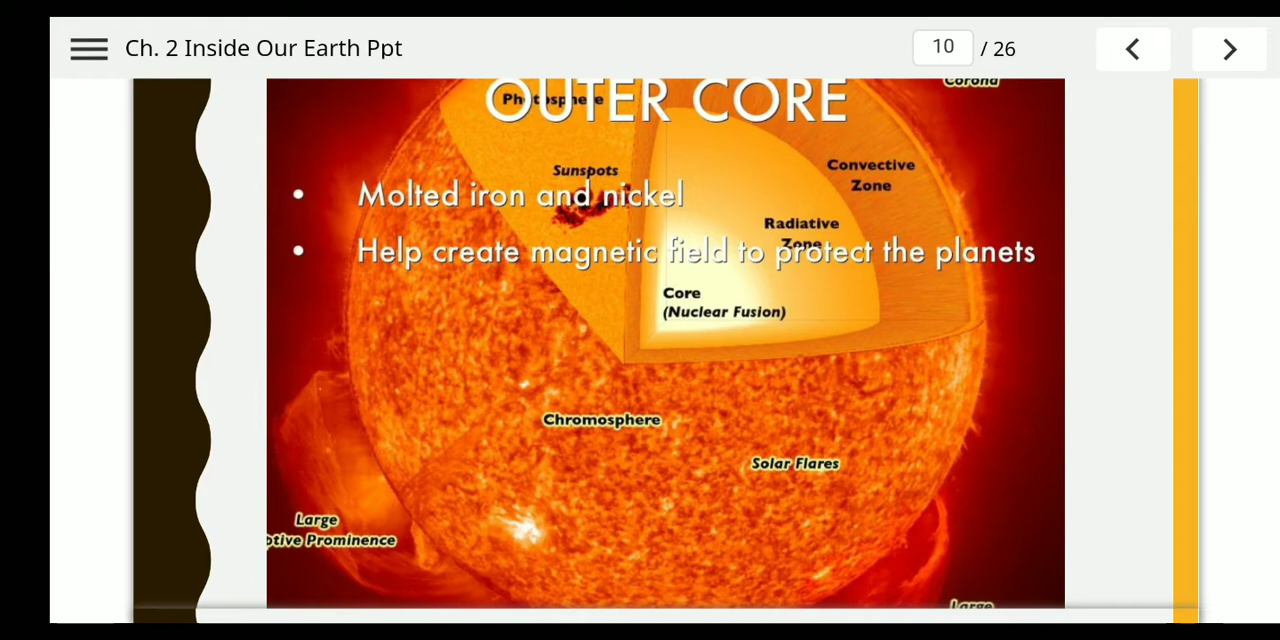 Ch. 2 Inside Our Earth Ppt
10 / 26
Corona
Photosphere
OUTER CORE
Sunspots
Convective
Zone
• Molted iron and nickel
Radiative
Zone
• Help create magnetic field to protect the planets
Core
(Nuclear Fusion)
Chromosphere
Solar Flares
Large
ptive Prominence
Large